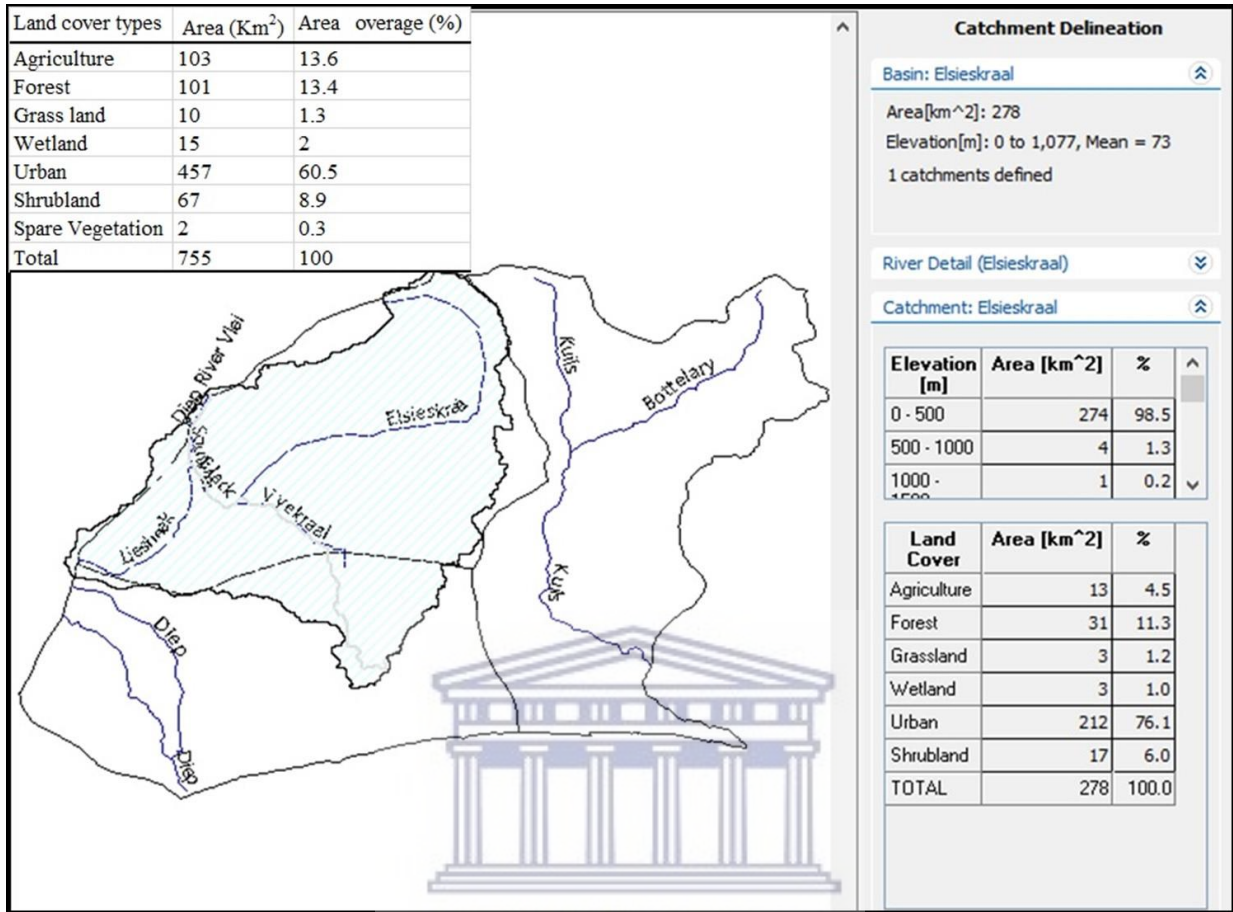 Land cover types Area (Km²) Area overage (%)
Agriculture 103 13.6
Forest 101 13.4
Grass land 10 1.3
Wetland 15 2
Urban 457 60.5
Shrubland 67 8.9
Spare Vegetation 2 0.3
Total 755 100
Diep River Vlei
Elsieskraa
Vyekraal
Kuils
Bottelary
Kuils
Diep
Diep
Catchment Delineation
Basin: Elsieskraal
Area[km^2]: 278
Elevation[m]: 0 to 1,077, Mean = 73
1 catchments defined
River Detail (Elsieskraal)
Catchment: Elsieskraal
Elevation [m] Area [km^2] %
0 - 500 274 98.5
500 - 1000 4 1.3
1000 - 1 0.2
1500
Land Cover Area [km^2] %
Agriculture 13 4.5
Forest 31 11.3
Grassland 3 1.2
Wetland 3 1.0
Urban 212 76.1
Shrubland 17 6.0
TOTAL 278 100.0